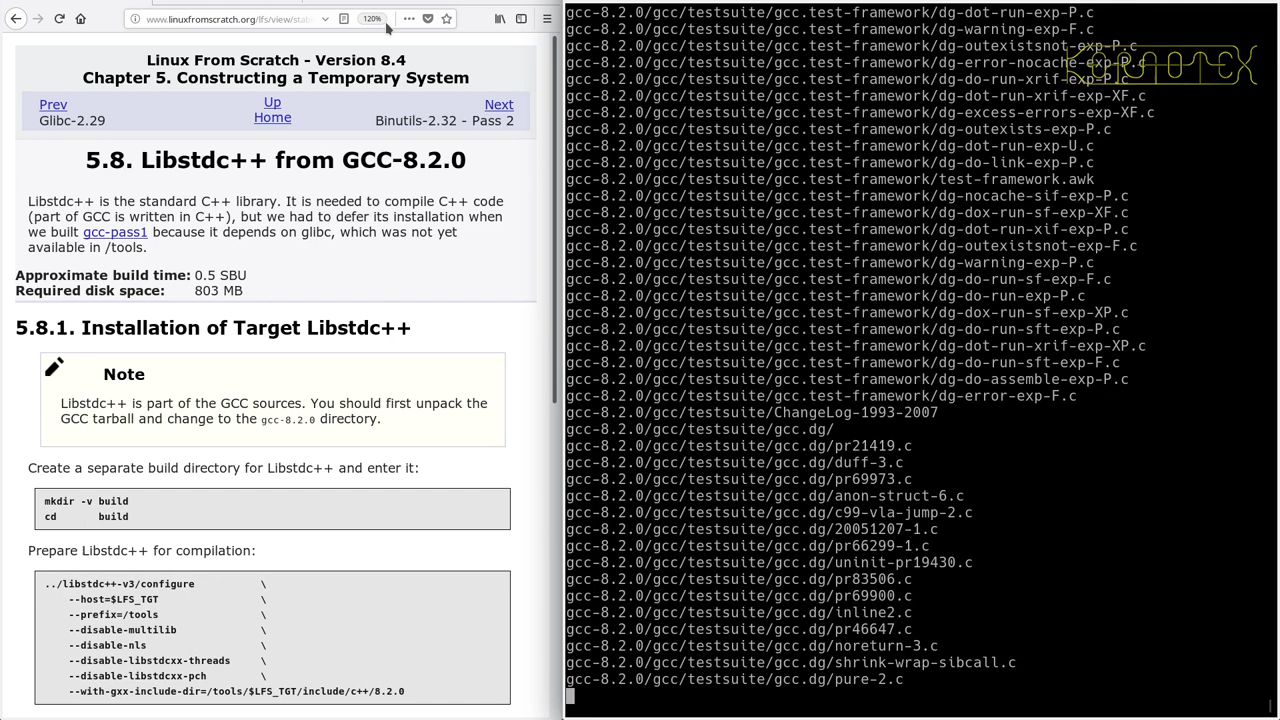 www.linuxfromscratch.org/lfs/view/stab
120%
Linux From Scratch - Version 8.4
Chapter 5. Constructing a Temporary System
Prev
Up
Next
Glibc-2.29
Home
Binutils-2.32 - Pass 2
5.8. Libstdc++ from GCC-8.2.0
Libstdc++ is the standard C++ library. It is needed to compile C++ code
(part of GCC is written in C++), but we had to defer its installation when
we built gcc-pass1 because it depends on glibc, which was not yet
available in /tools.
Approximate build time: 0.5 SBU
Required disk space: 803 MB
5.8.1. Installation of Target Libstdc++
Note
Libstdc++ is part of the GCC sources. You should first unpack the
GCC tarball and change to the gcc-8.2.0 directory.
Create a separate build directory for Libstdc++ and enter it:
mkdir -v build
cd build
Prepare Libstdc++ for compilation:
../libstdc++-v3/configure \
--host=$LFS_TGT \
--prefix=/tools \
--disable-multilib \
--disable-nls \
--disable-libstdcxx-threads \
--disable-libstdcxx-pch \
--with-gxx-include-dir=/tools/$LFS_TGT/include/c++/8.2.0
gcc-8.2.0/gcc/testsuite/gcc.test-framework/dg-dot-run-exp-P.c
gcc-8.2.0/gcc/testsuite/gcc.test-framework/dg-warning-exp-F.c
gcc-8.2.0/gcc/testsuite/gcc.test-framework/dg-outexistsnot-exp-P.c
gcc-8.2.0/gcc/testsuite/gcc.test-framework/dg-error-nocache-exp-P.c
gcc-8.2.0/gcc/testsuite/gcc.test-framework/dg-do-run-xrif-exp-P.c
gcc-8.2.0/gcc/testsuite/gcc.test-framework/dg-dot-run-xrif-exp-XF.c
gcc-8.2.0/gcc/testsuite/gcc.test-framework/dg-excess-errors-exp-XF.c
gcc-8.2.0/gcc/testsuite/gcc.test-framework/dg-outexists-exp-P.c
gcc-8.2.0/gcc/testsuite/gcc.test-framework/dg-dot-run-exp-U.c
gcc-8.2.0/gcc/testsuite/gcc.test-framework/dg-do-link-exp-P.c
gcc-8.2.0/gcc/testsuite/gcc.test-framework/test-framework.awk
gcc-8.2.0/gcc/testsuite/gcc.test-framework/dg-nocache-sif-exp-P.c
gcc-8.2.0/gcc/testsuite/gcc.test-framework/dg-dox-run-sf-exp-XF.c
gcc-8.2.0/gcc/testsuite/gcc.test-framework/dg-dot-run-xif-exp-P.c
gcc-8.2.0/gcc/testsuite/gcc.test-framework/dg-outexistsnot-exp-F.c
gcc-8.2.0/gcc/testsuite/gcc.test-framework/dg-warning-exp-P.c
gcc-8.2.0/gcc/testsuite/gcc.test-framework/dg-do-run-sf-exp-F.c
gcc-8.2.0/gcc/testsuite/gcc.test-framework/dg-do-run-exp-P.c
gcc-8.2.0/gcc/testsuite/gcc.test-framework/dg-dox-run-sf-exp-XP.c
gcc-8.2.0/gcc/testsuite/gcc.test-framework/dg-do-run-sft-exp-P.c
gcc-8.2.0/gcc/testsuite/gcc.test-framework/dg-dot-run-xrif-exp-XP.c
gcc-8.2.0/gcc/testsuite/gcc.test-framework/dg-do-run-sft-exp-F.c
gcc-8.2.0/gcc/testsuite/gcc.test-framework/dg-do-assemble-exp-P.c
gcc-8.2.0/gcc/testsuite/gcc.test-framework/dg-error-exp-F.c
gcc-8.2.0/gcc/testsuite/ChangeLog-1993-2007
gcc-8.2.0/gcc/testsuite/gcc.dg/
gcc-8.2.0/gcc/testsuite/gcc.dg/pr21419.c
gcc-8.2.0/gcc/testsuite/gcc.dg/duff-3.c
gcc-8.2.0/gcc/testsuite/gcc.dg/pr69973.c
gcc-8.2.0/gcc/testsuite/gcc.dg/anon-struct-6.c
gcc-8.2.0/gcc/testsuite/gcc.dg/c99-vla-jump-2.c
gcc-8.2.0/gcc/testsuite/gcc.dg/20051207-1.c
gcc-8.2.0/gcc/testsuite/gcc.dg/pr66299-1.c
gcc-8.2.0/gcc/testsuite/gcc.dg/uninit-pr19430.c
gcc-8.2.0/gcc/testsuite/gcc.dg/pr83506.c
gcc-8.2.0/gcc/testsuite/gcc.dg/pr69900.c
gcc-8.2.0/gcc/testsuite/gcc.dg/inline2.c
gcc-8.2.0/gcc/testsuite/gcc.dg/pr46647.c
gcc-8.2.0/gcc/testsuite/gcc.dg/noreturn-3.c
gcc-8.2.0/gcc/testsuite/gcc.dg/shrink-wrap-sibcall.c
gcc-8.2.0/gcc/testsuite/gcc.dg/pure-2.c